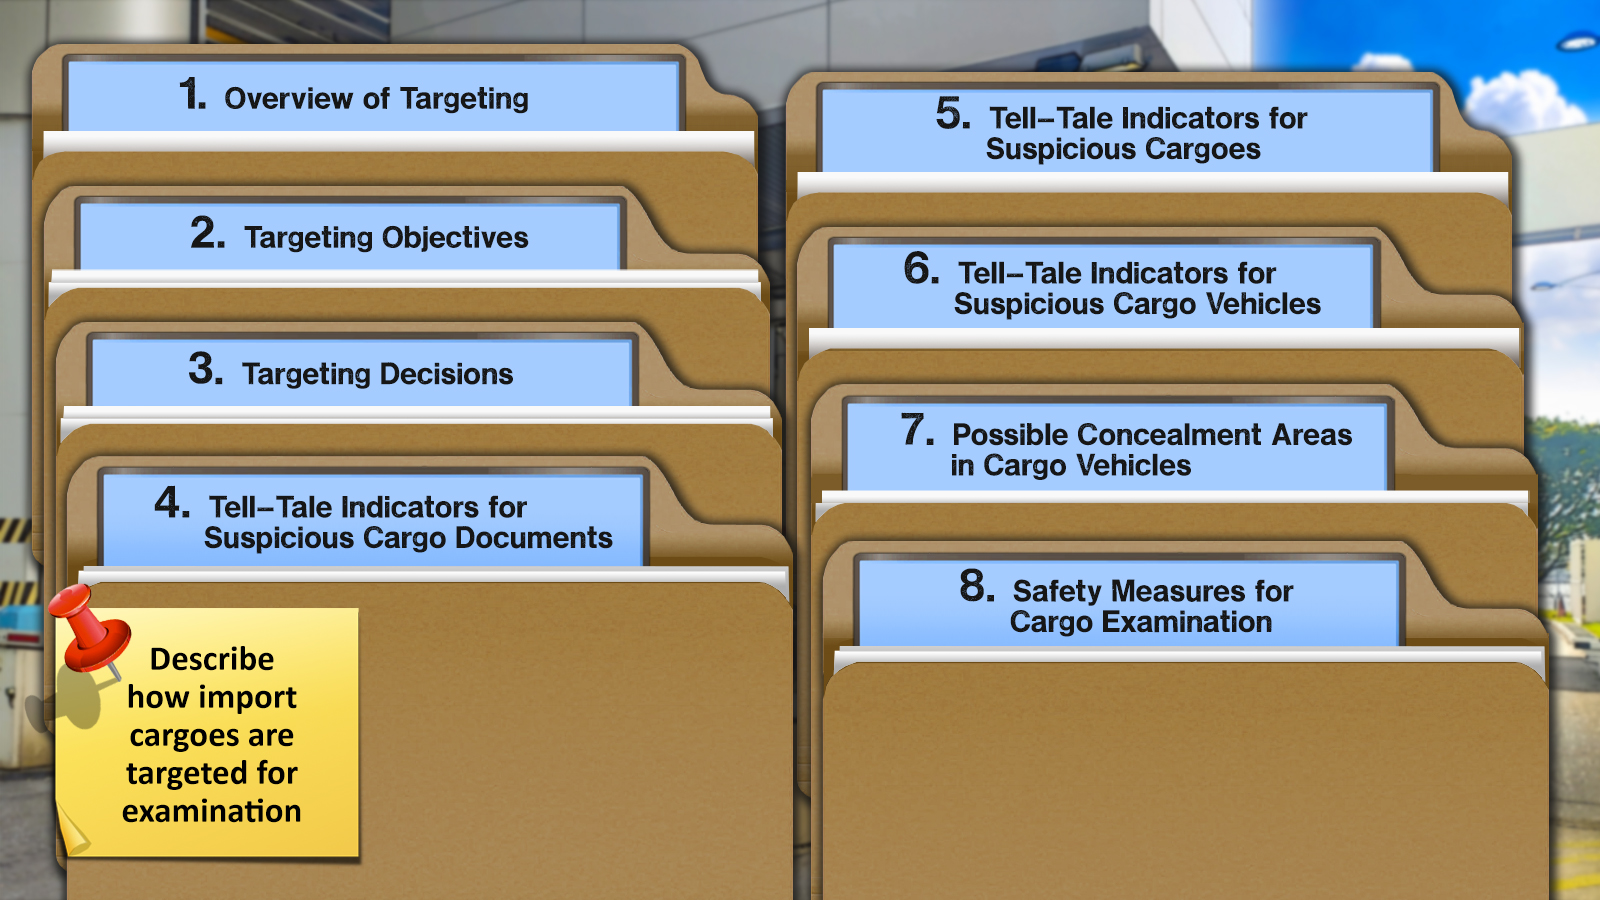 1. Overview of Targeting
2. Targeting Objectives
3. Targeting Decisions
4. Tell-Tale Indicators for
Suspicious Cargo Documents
Describe
how import
cargoes are
targeted for
examination
5. Tell-Tale Indicators for
Suspicious Cargoes
6. Tell-Tale Indicators for
Suspicious Cargo Vehicles
7. Possible Concealment Areas
in Cargo Vehicles
8. Safety Measures for
Cargo Examination